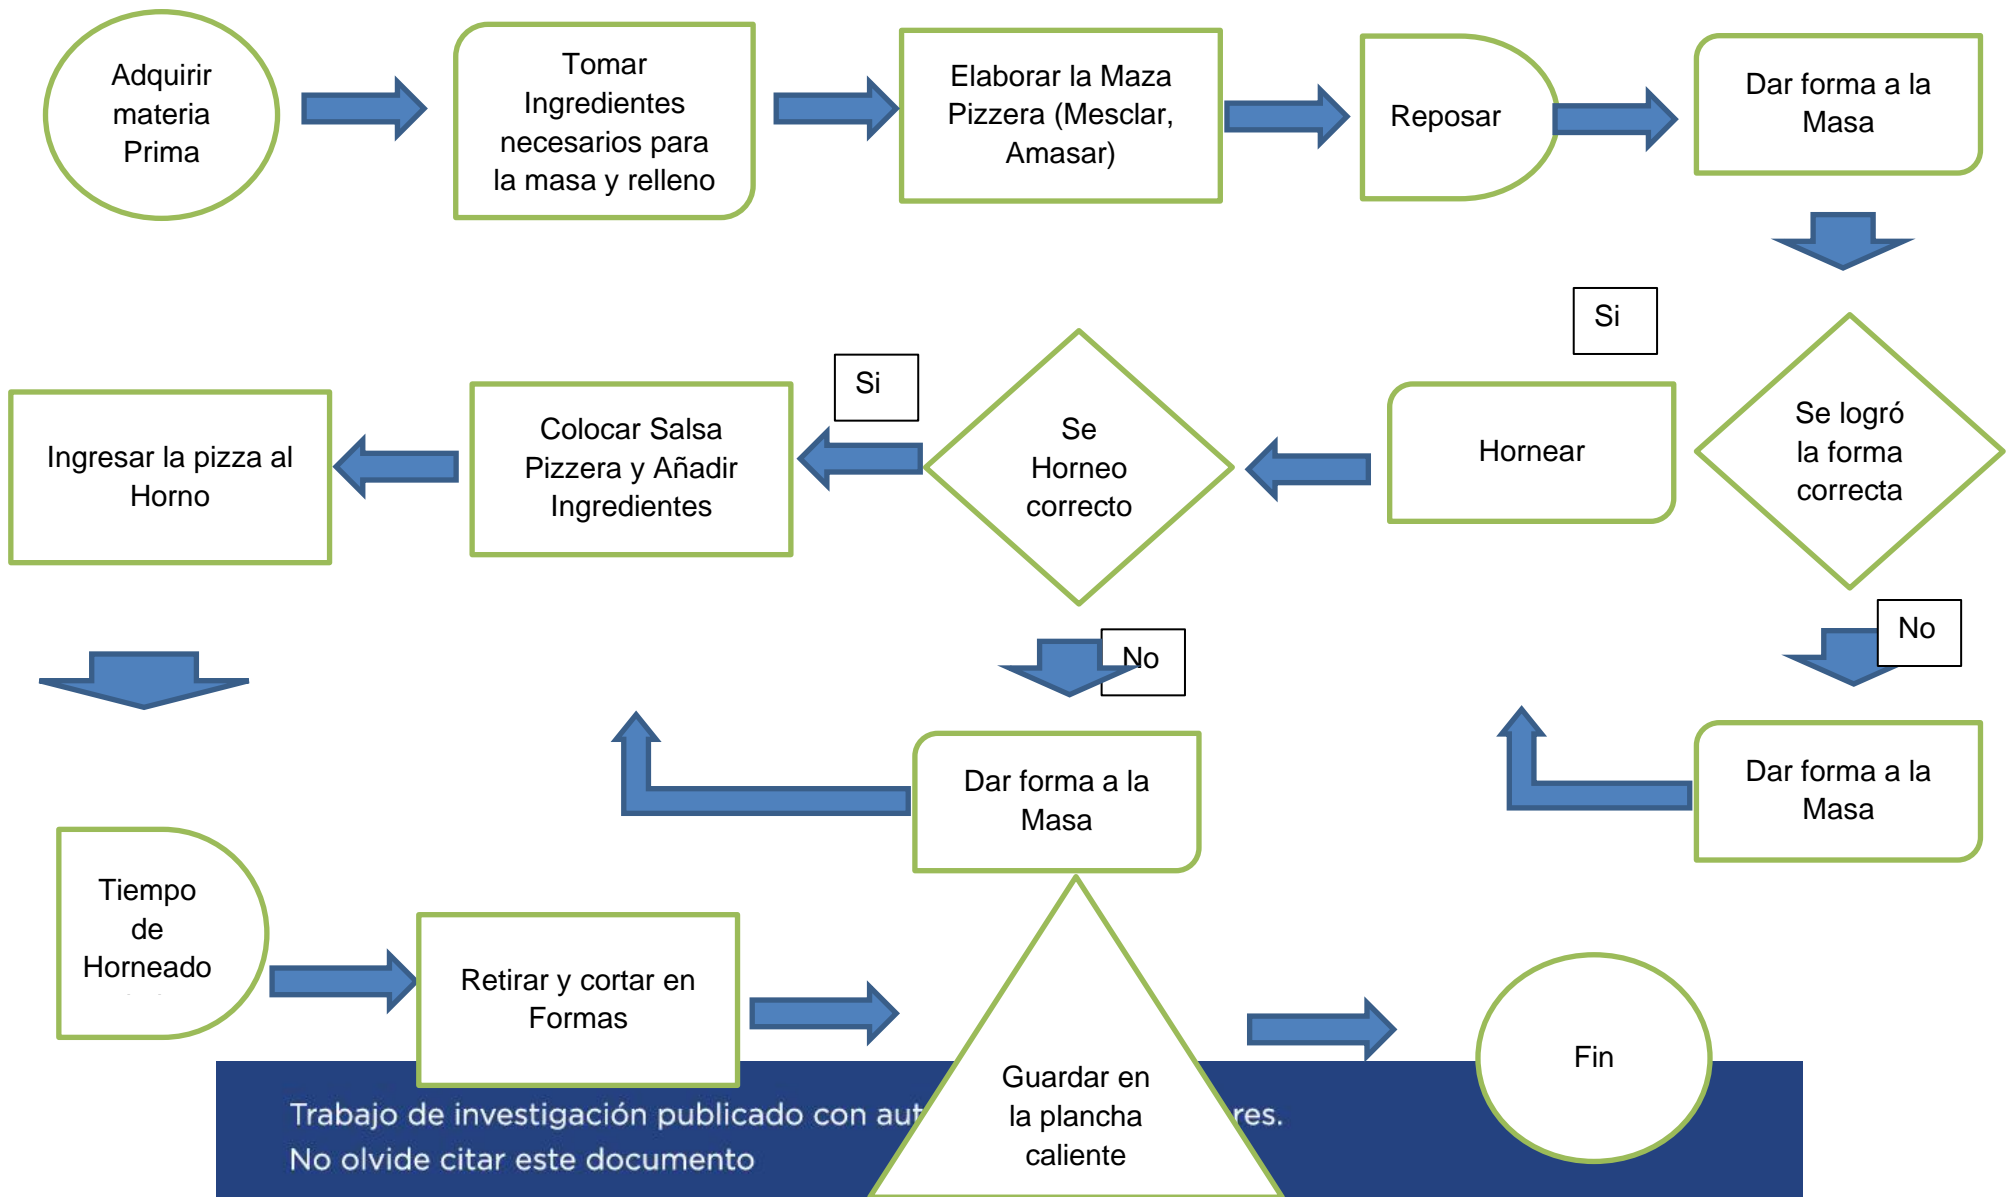 Adquirir
materia
Prima
Tomar
Ingredientes
necesarios para
la masa y relleno
Elaborar la Maza
Pizzera (Mesclar,
Amasar)
Reposar
Dar forma a la
Masa
Si
Se logró
la forma
correcta
Hornear
Se
Horneo
correcto
Si
Colocar Salsa
Pizzera y Añadir
Ingredientes
Ingresar la pizza al
Horno
No
No
Dar forma a la
Masa
Dar forma a la
Masa
Tiempo
de
Horneado
Retirar y cortar en
Formas
Guardar en
la plancha
caliente
Fin
Trabajo de investigación publicado con aut res.
No olvide citar este documento